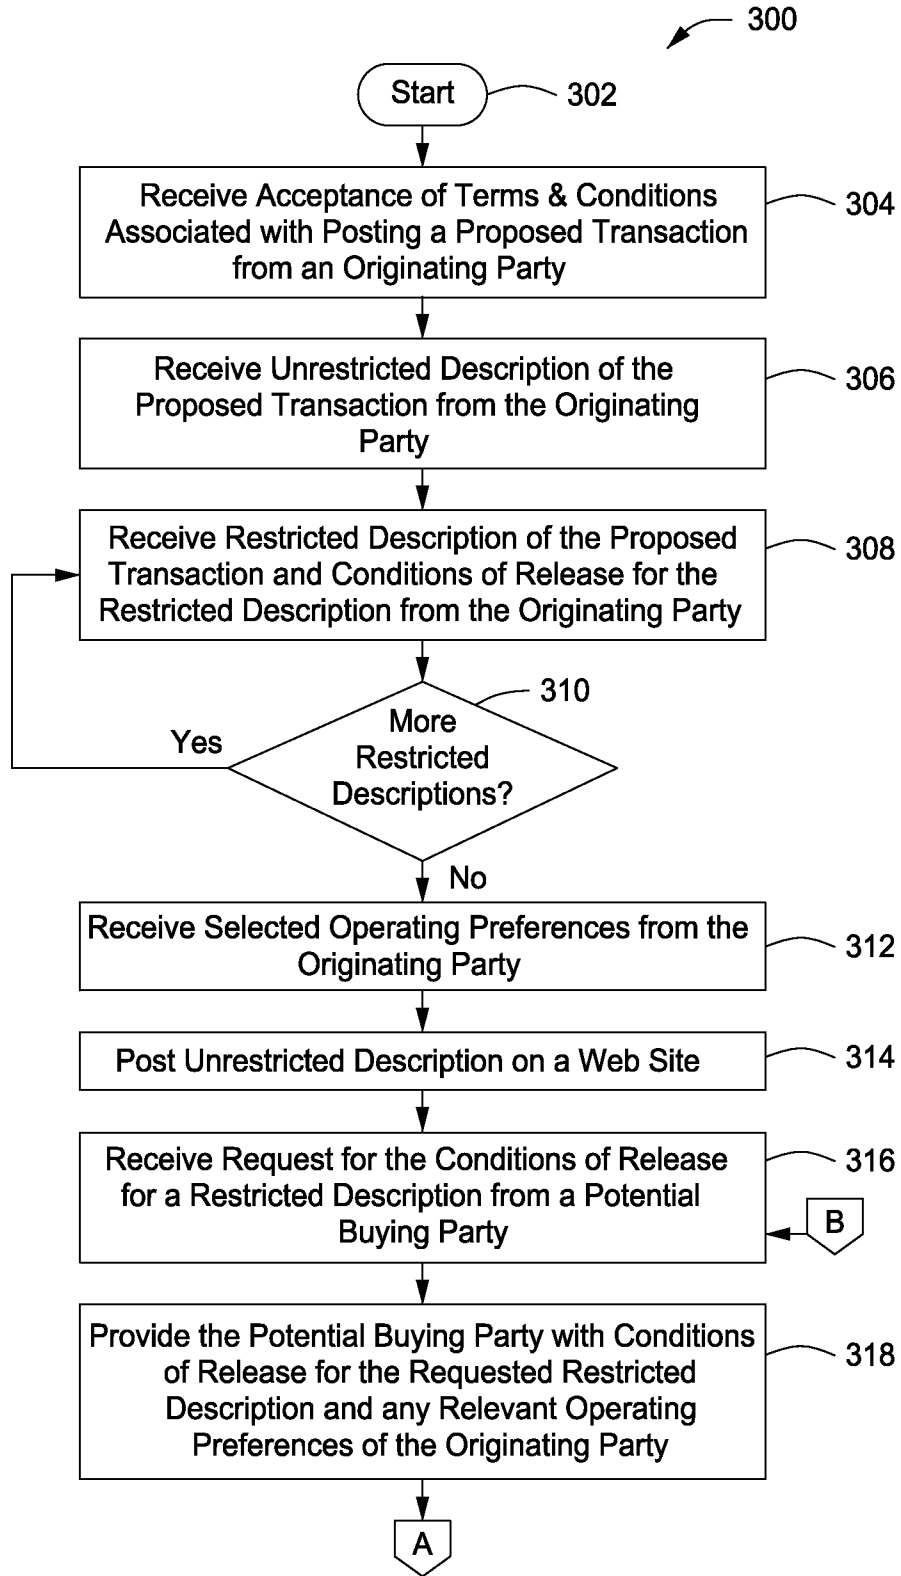 300
Start
302
Receive Acceptance of Terms & Conditions
Associated with Posting a Proposed Transaction
from an Originating Party
304
Receive Unrestricted Description of the
Proposed Transaction from the Originating
Party
306
Receive Restricted Description of the Proposed
Transaction and Conditions of Release for the
Restricted Description from the Originating Party
308
310
More
Restricted
Descriptions?
Yes
No
Receive Selected Operating Preferences from the
Originating Party
312
Post Unrestricted Description on a Web Site
314
Receive Request for the Conditions of Release
for a Restricted Description from a Potential
Buying Party
316
B
Provide the Potential Buying Party with Conditions
of Release for the Requested Restricted
Description and any Relevant Operating
Preferences of the Originating Party
318
A